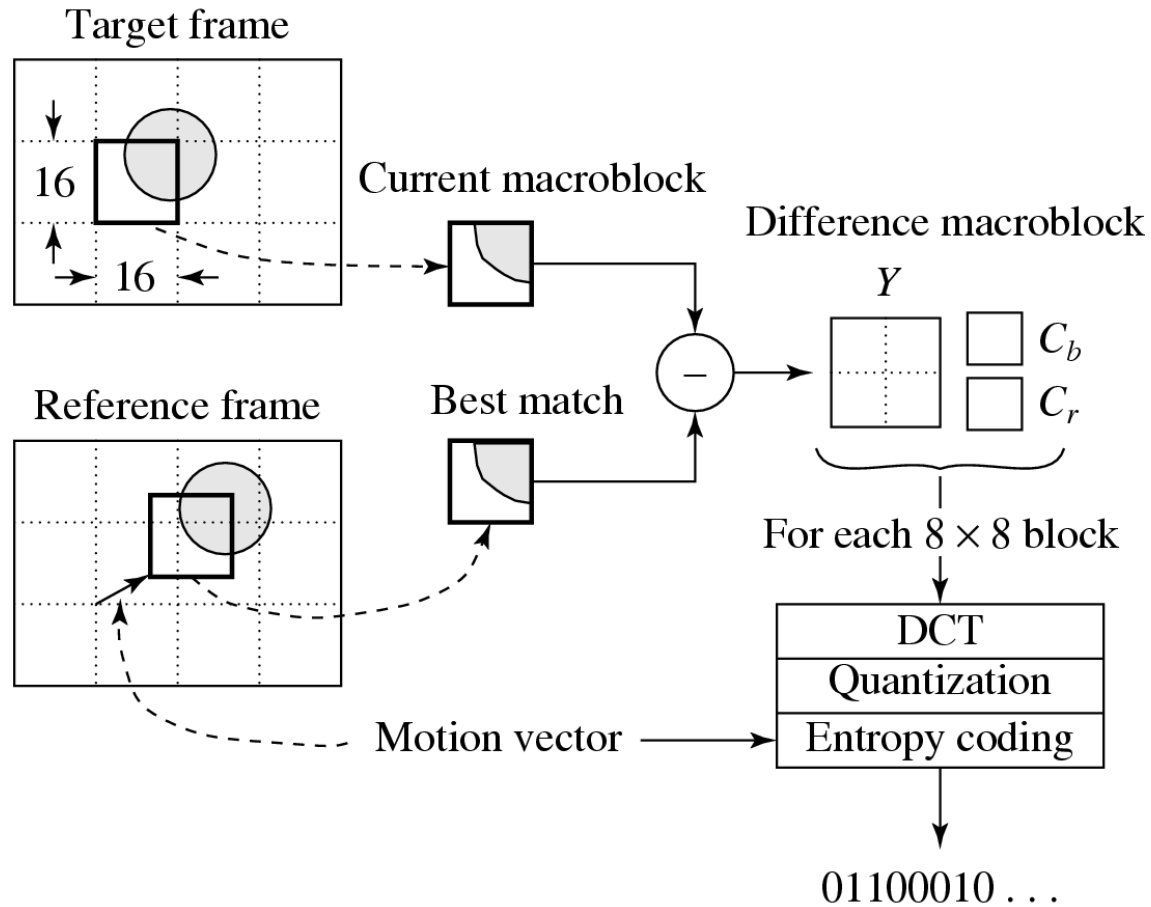 Target frame
16
16
Current macroblock
Difference macroblock
Y
C_b
C_r
−
Reference frame
Best match
For each 8 × 8 block
DCT
Quantization
Entropy coding
Motion vector
01100010 . . .